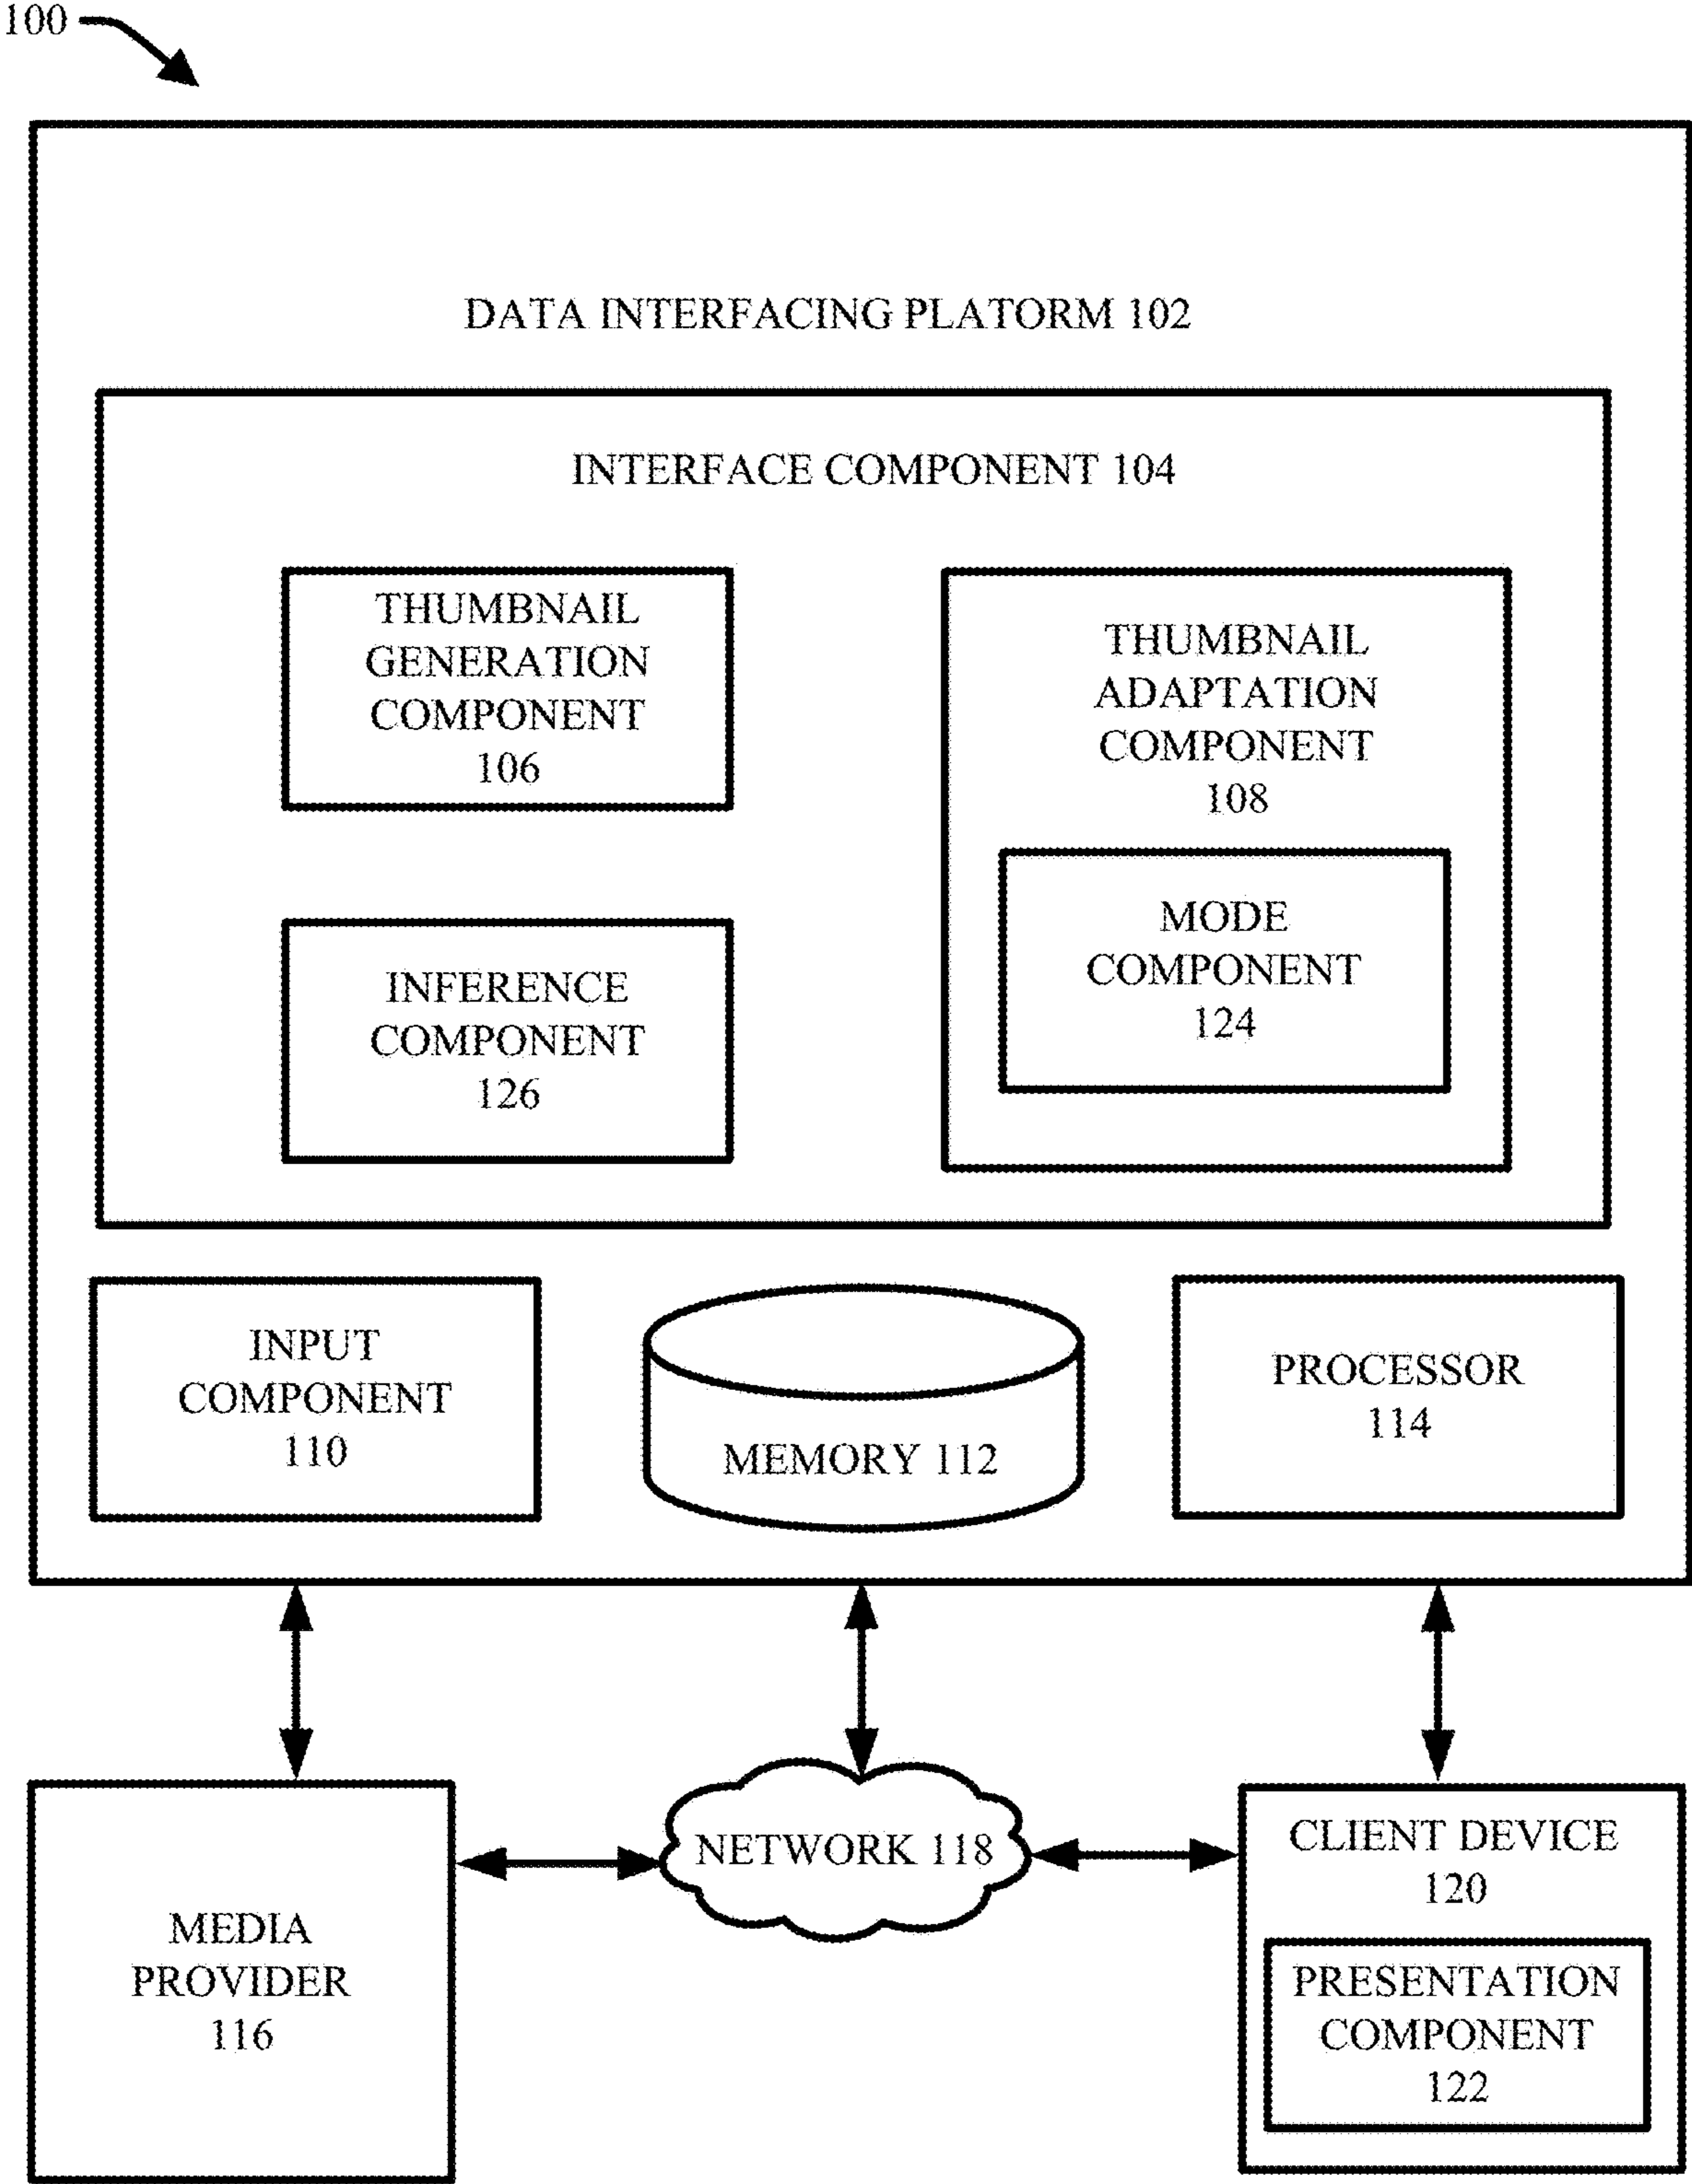 100
DATA INTERFACING PLATORM 102
INTERFACE COMPONENT 104
THUMBNAIL
GENERATION
COMPONENT
106
THUMBNAIL
ADAPTATION
COMPONENT
108
MODE
COMPONENT
124
INFERENCE
COMPONENT
126
INPUT
COMPONENT
110
MEMORY 112
PROCESSOR
114
MEDIA
PROVIDER
116
NETWORK 118
CLIENT DEVICE
120
PRESENTATION
COMPONENT
122